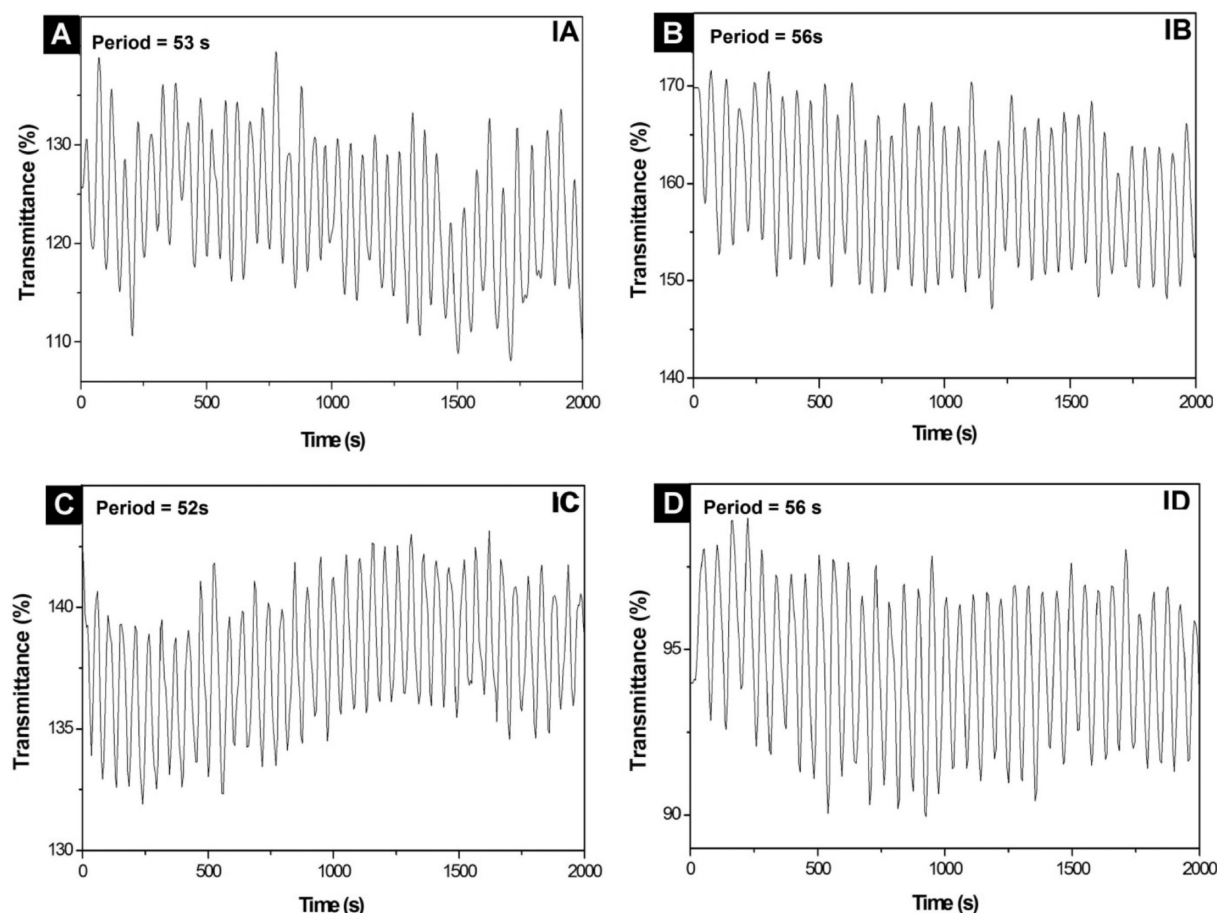 A
Period = 53 s
IA
Transmittance (%)
130
120
110
0 500 1000 1500 2000
Time (s)
B
Period = 56s
IB
Transmittance (%)
170
160
150
140
0 500 1000 1500 2000
Time (s)
C
Period = 52s
IC
Transmittance (%)
140
135
130
0 500 1000 1500 2000
Time (s)
D
Period = 56 s
ID
Transmittance (%)
95
90
0 500 1000 1500 2000
Time (s)